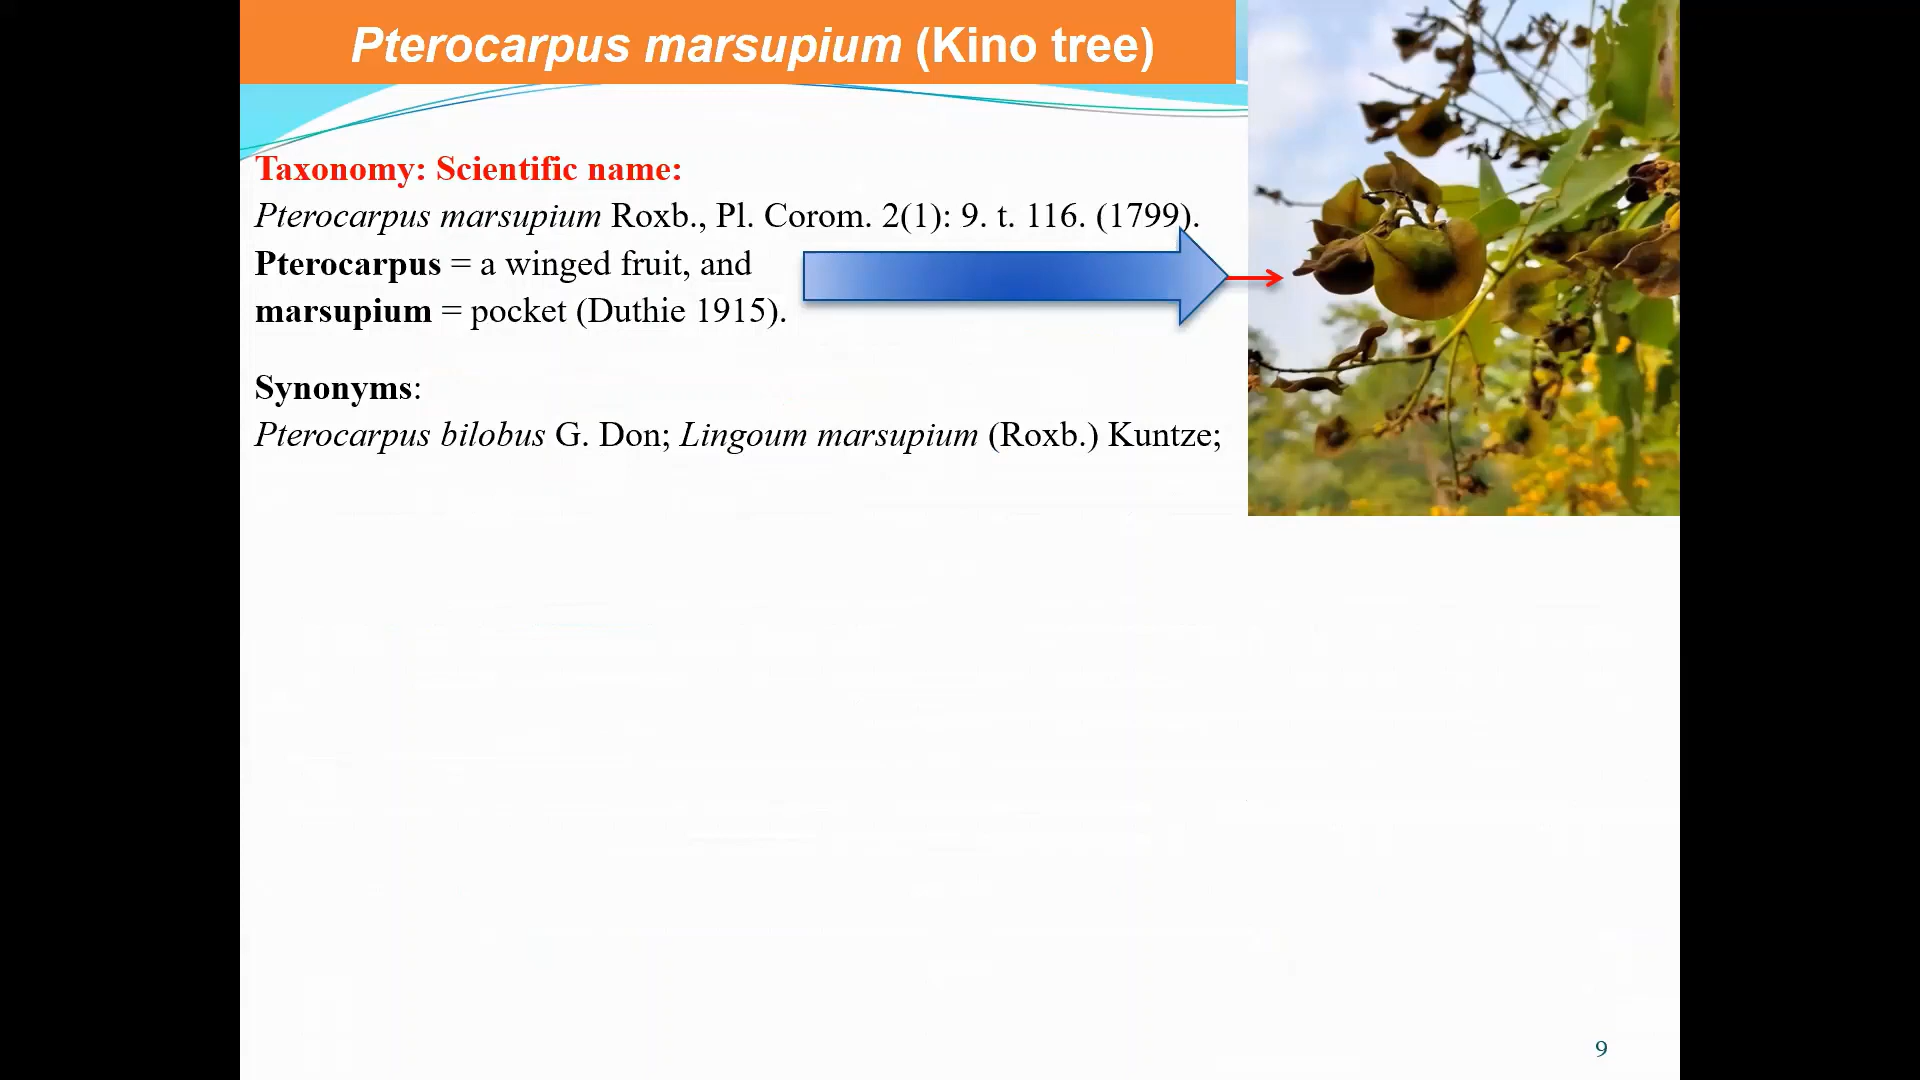 Pterocarpus marsupium (Kino tree)
Taxonomy: Scientific name:
Pterocarpus marsupium Roxb., Pl. Corom. 2(1): 9. t. 116. (1799).
Pterocarpus = a winged fruit, and
marsupium = pocket (Duthie 1915).
Synonyms:
Pterocarpus bilobus G. Don; Lingoum marsupium (Roxb.) Kuntze;
9